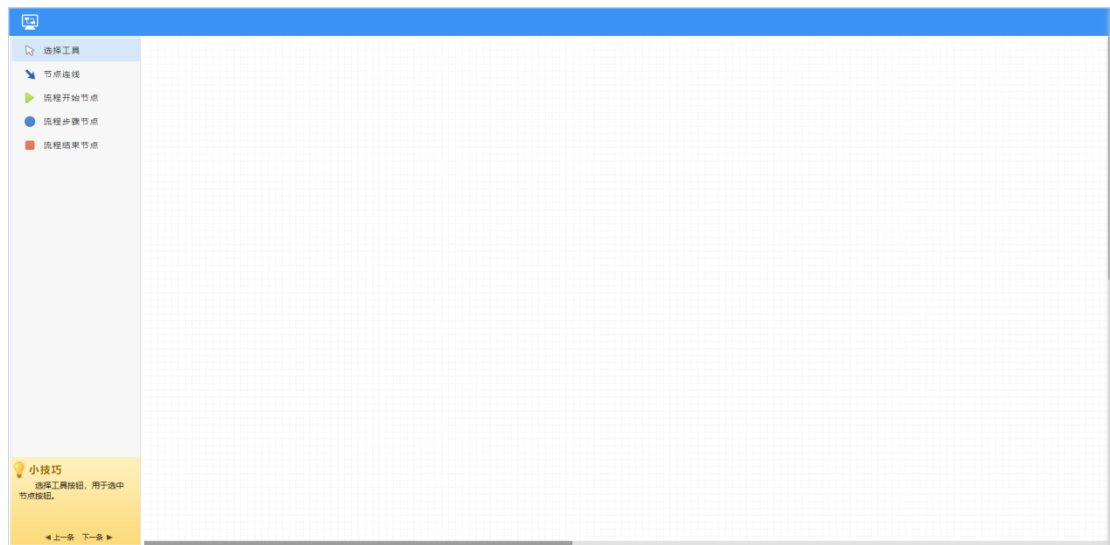 选择工具
节点连线
流程开始节点
流程步骤节点
流程结束节点
小技巧
选择工具按钮，用于选中
节点按钮。
◀上一条 下一条▶